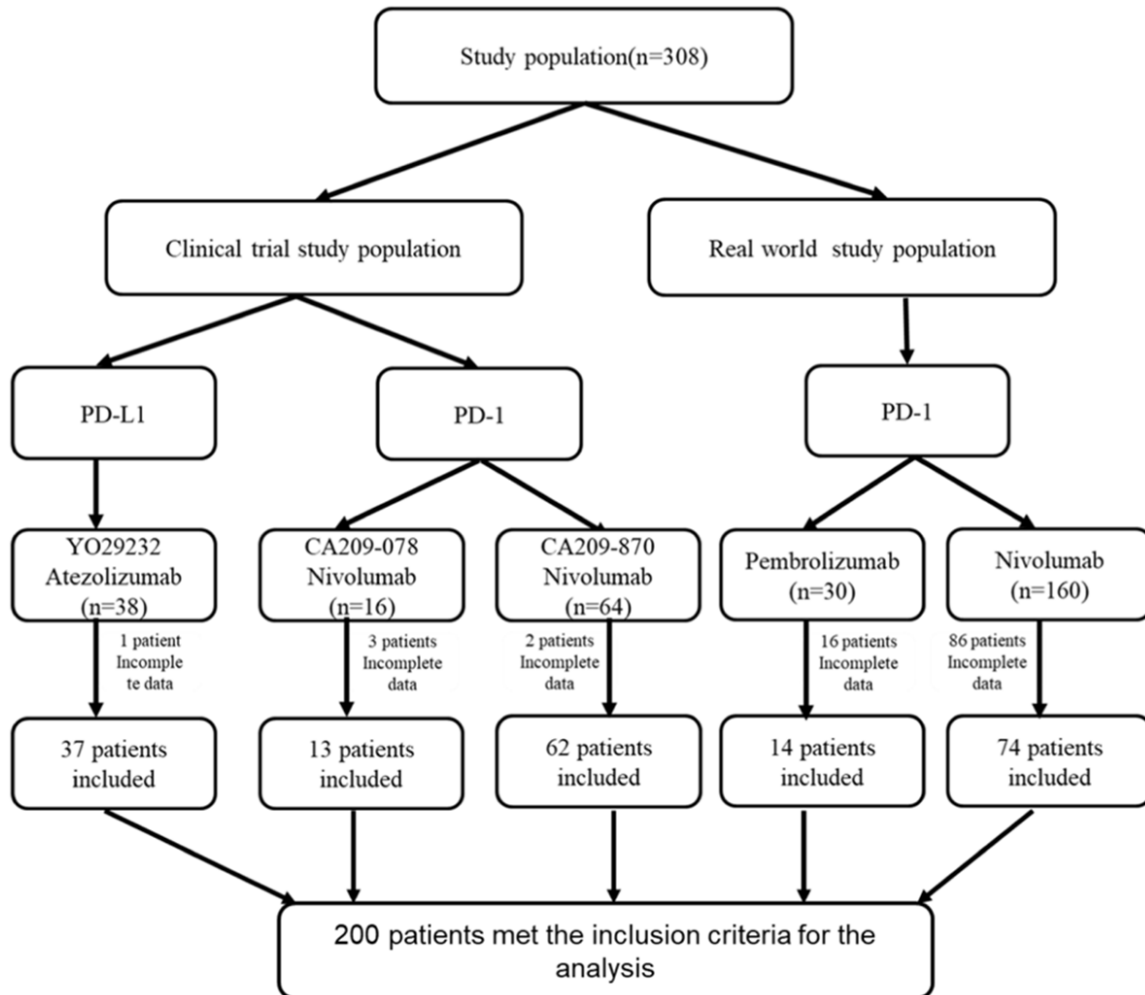 Study population(n=308)
Clinical trial study population
Real world study population
PD-L1
PD-1
PD-1
YO29232
Atezolizumab
(n=38)
CA209-078
Nivolumab
(n=16)
CA209-870
Nivolumab
(n=64)
Pembrolizumab
(n=30)
Nivolumab
(n=160)
1 patient
Incomple
te data
3 patients
Incomplete
data
2 patients
Incomplete
data
16 patients
Incomplete
data
86 patients
Incomplete
data
37 patients
included
13 patients
included
62 patients
included
14 patients
included
74 patients
included
200 patients met the inclusion criteria for the
analysis